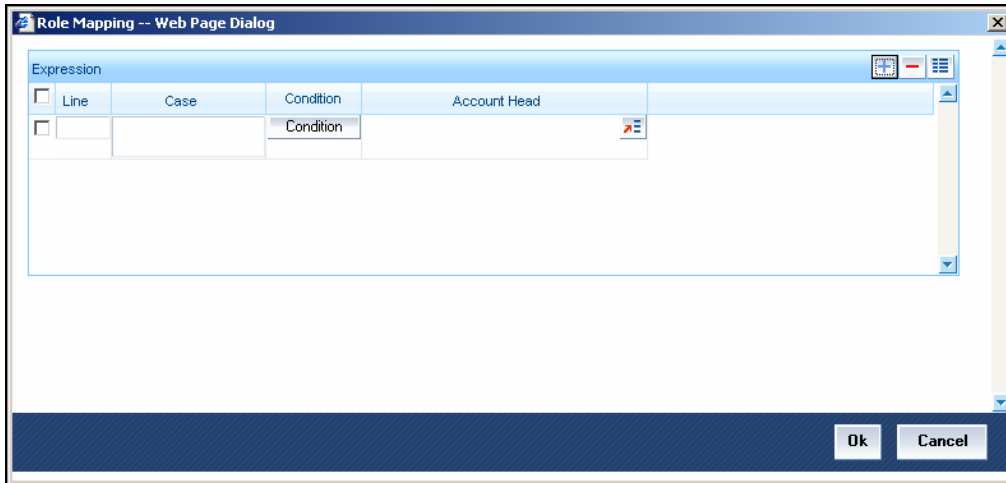 Role Mapping -- Web Page Dialog
Expression
Line Case Condition Account Head
Condition
Ok Cancel